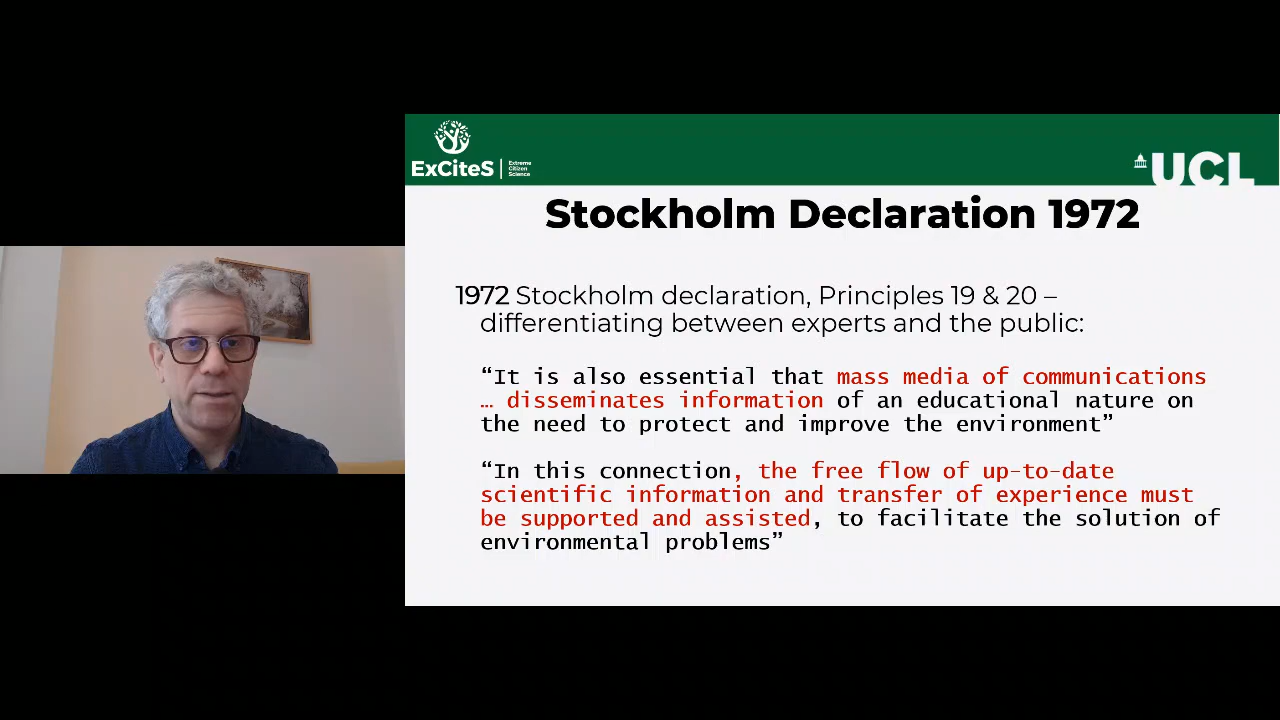 ExCiteS
Extreme
Citizen
Science
UCL
Stockholm Declaration 1972
1972 Stockholm declaration, Principles 19 & 20 –
differentiating between experts and the public:
“It is also essential that mass media of communications
… disseminates information of an educational nature on
the need to protect and improve the environment”
“In this connection, the free flow of up-to-date
scientific information and transfer of experience must
be supported and assisted, to facilitate the solution of
environmental problems”